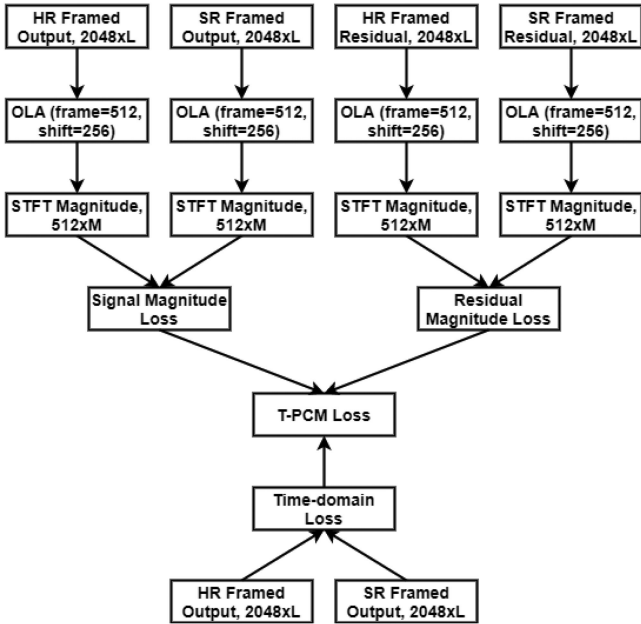 HR Framed
Output, 2048xL
SR Framed
Output, 2048xL
HR Framed
Residual, 2048xL
SR Framed
Residual, 2048xL
OLA (frame=512,
shift=256)
OLA (frame=512,
shift=256)
OLA (frame=512,
shift=256)
OLA (frame=512,
shift=256)
STFT Magnitude,
512xM
STFT Magnitude,
512xM
STFT Magnitude,
512xM
STFT Magnitude,
512xM
Signal Magnitude
Loss
Residual
Magnitude Loss
T-PCM Loss
Time-domain
Loss
HR Framed
Output, 2048xL
SR Framed
Output, 2048xL